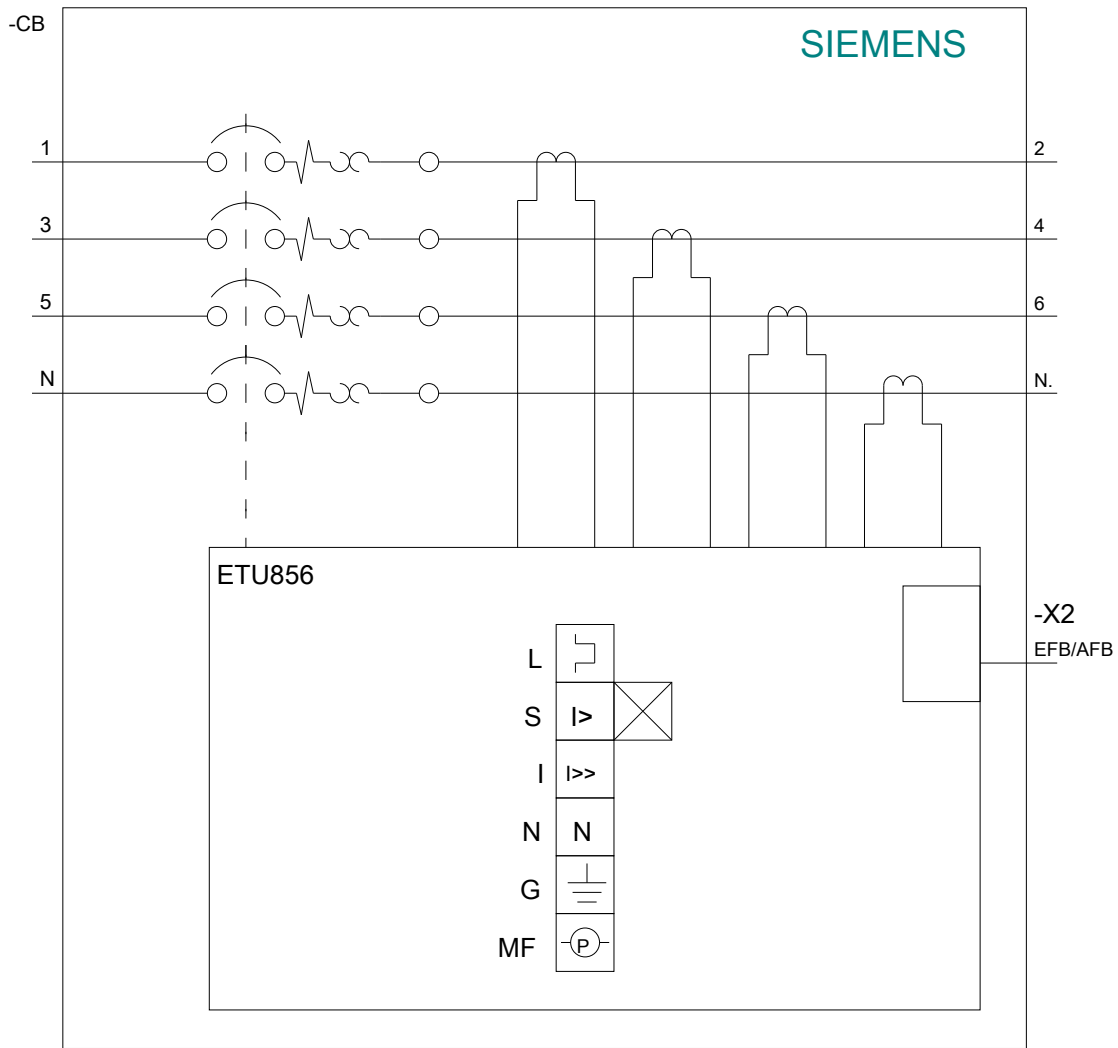 -CB
SIEMENS
1
2
3
4
5
6
N
N.
ETU856
-X2
EFB/AFB
L
S I>
I I>>
N N
G
MF P